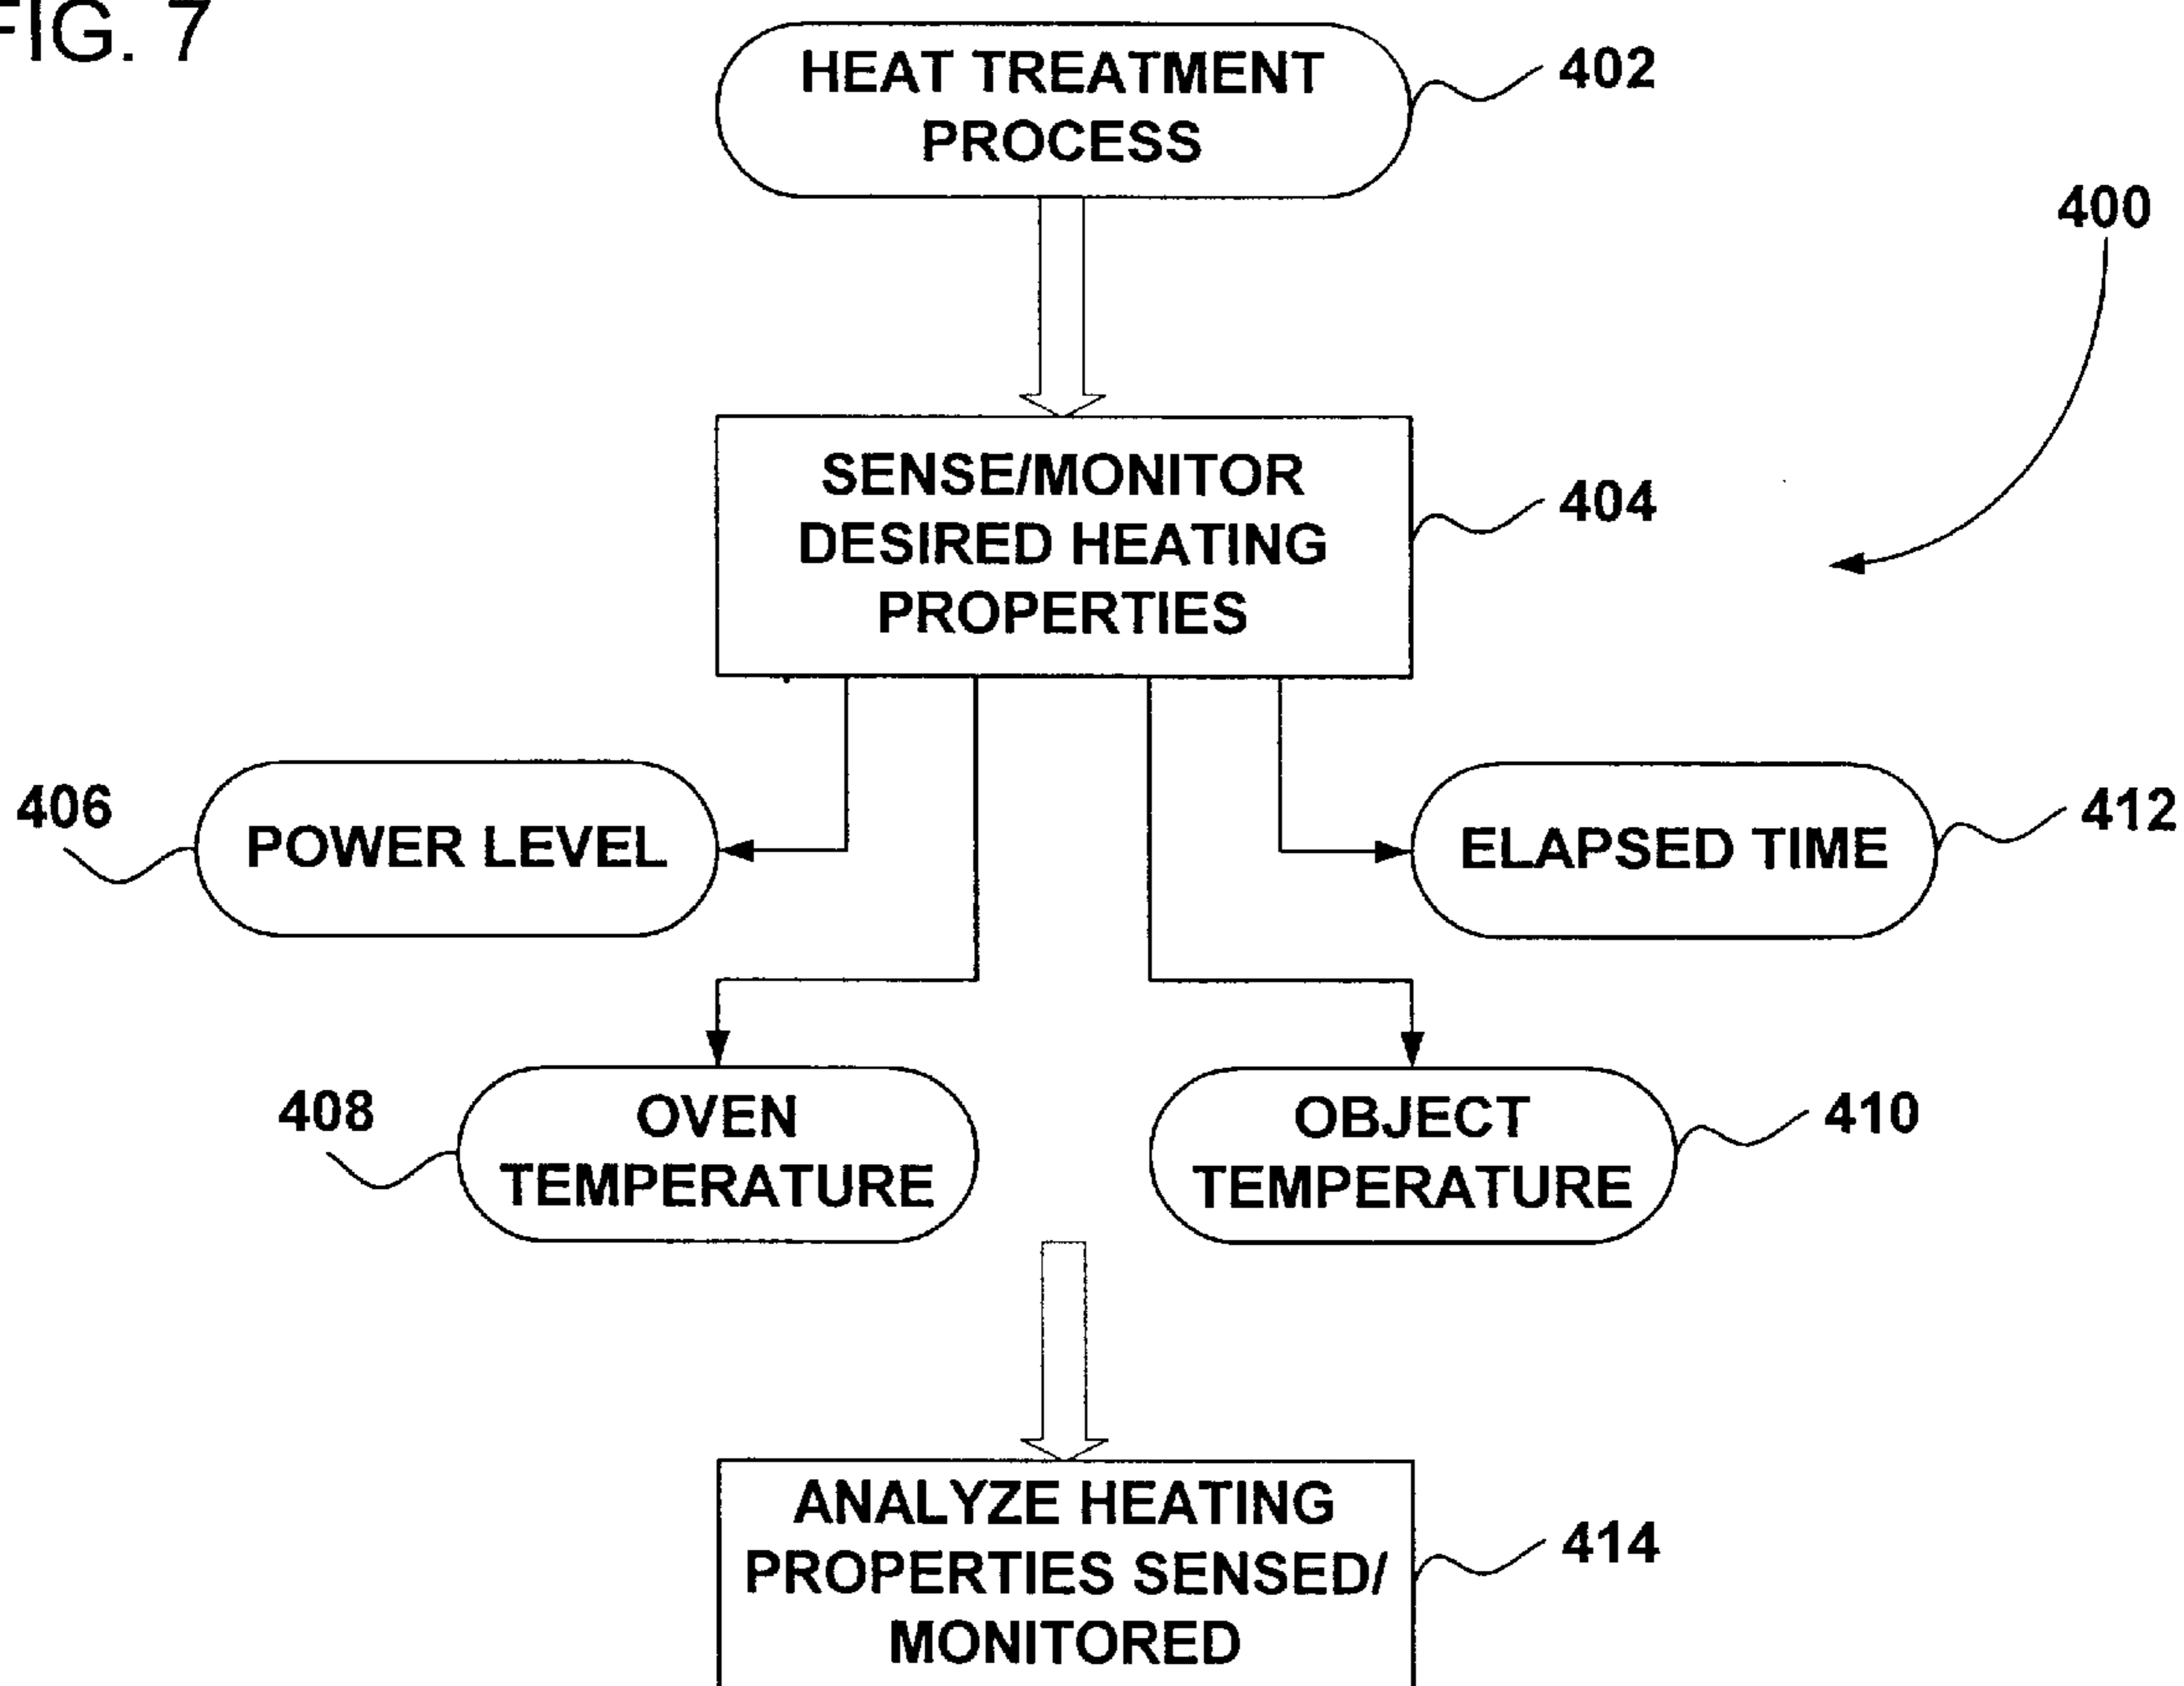 FIG. 7
HEAT TREATMENT
PROCESS
402
400
SENSE/MONITOR
DESIRED HEATING
PROPERTIES
404
406
POWER LEVEL
ELAPSED TIME
412
408
OVEN
TEMPERATURE
OBJECT
TEMPERATURE
410
ANALYZE HEATING
PROPERTIES SENSED/
MONITORED
414